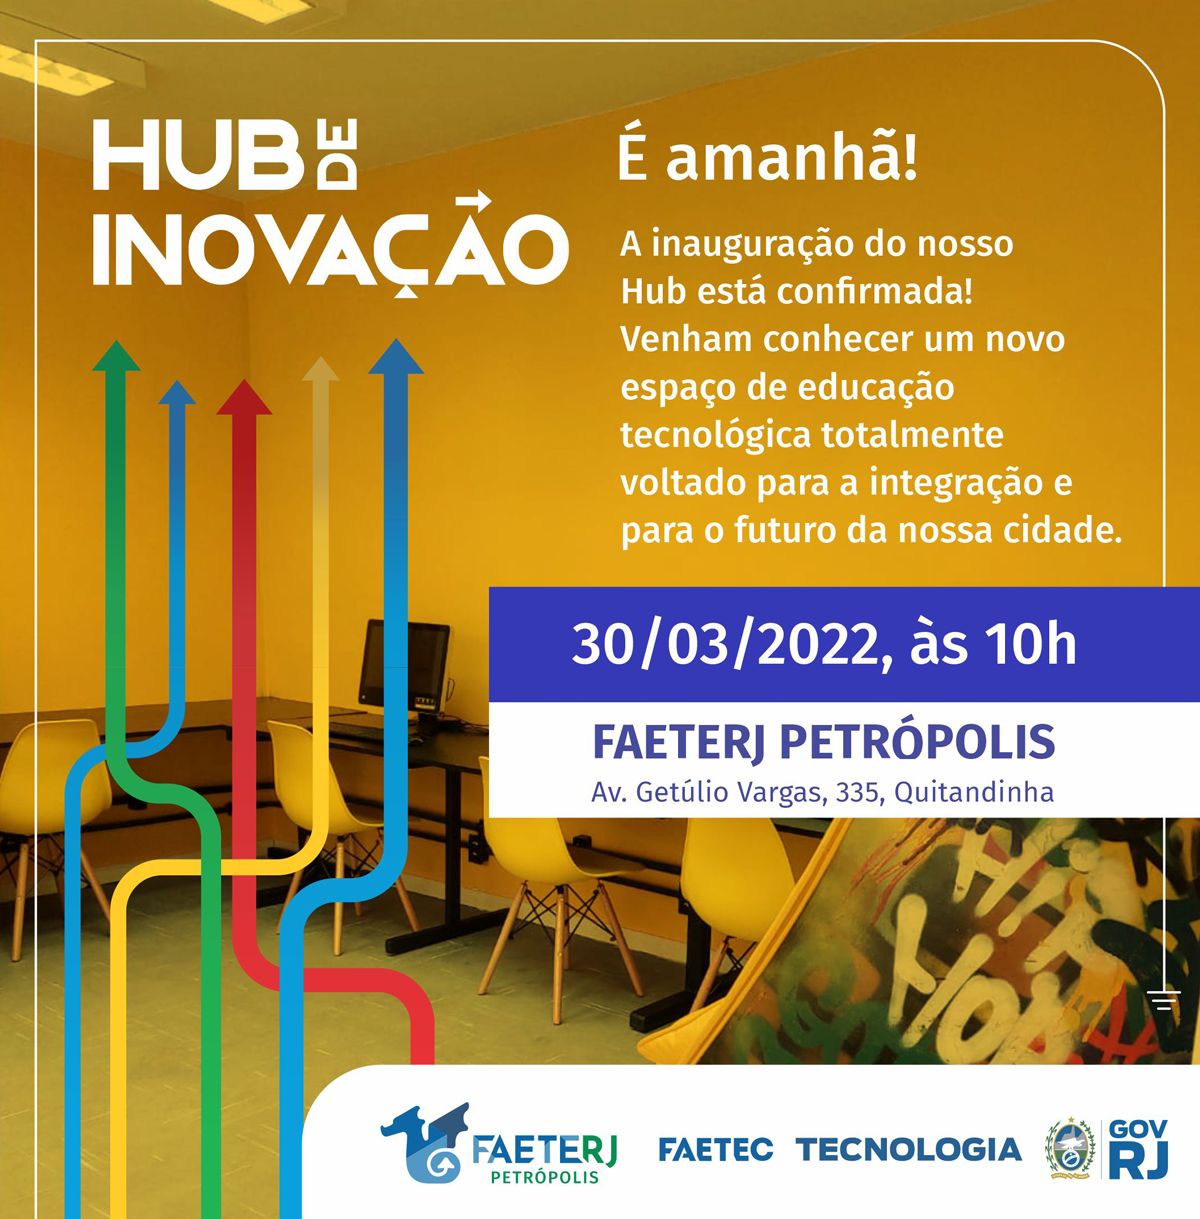 HUB DE
INOVAÇÃO
É amanhã!
A inauguração do nosso
Hub está confirmada!
Venham conhecer um novo
espaço de educação
tecnológica totalmente
voltado para a integração e
para o futuro da nossa cidade.
30/03/2022, às 10h
FAETERJ PETRÓPOLIS
Av. Getúlio Vargas, 335, Quitandinha
FAETERJ
PETRÓPOLIS
FAETEC
TECNOLOGIA
GOV
RJ